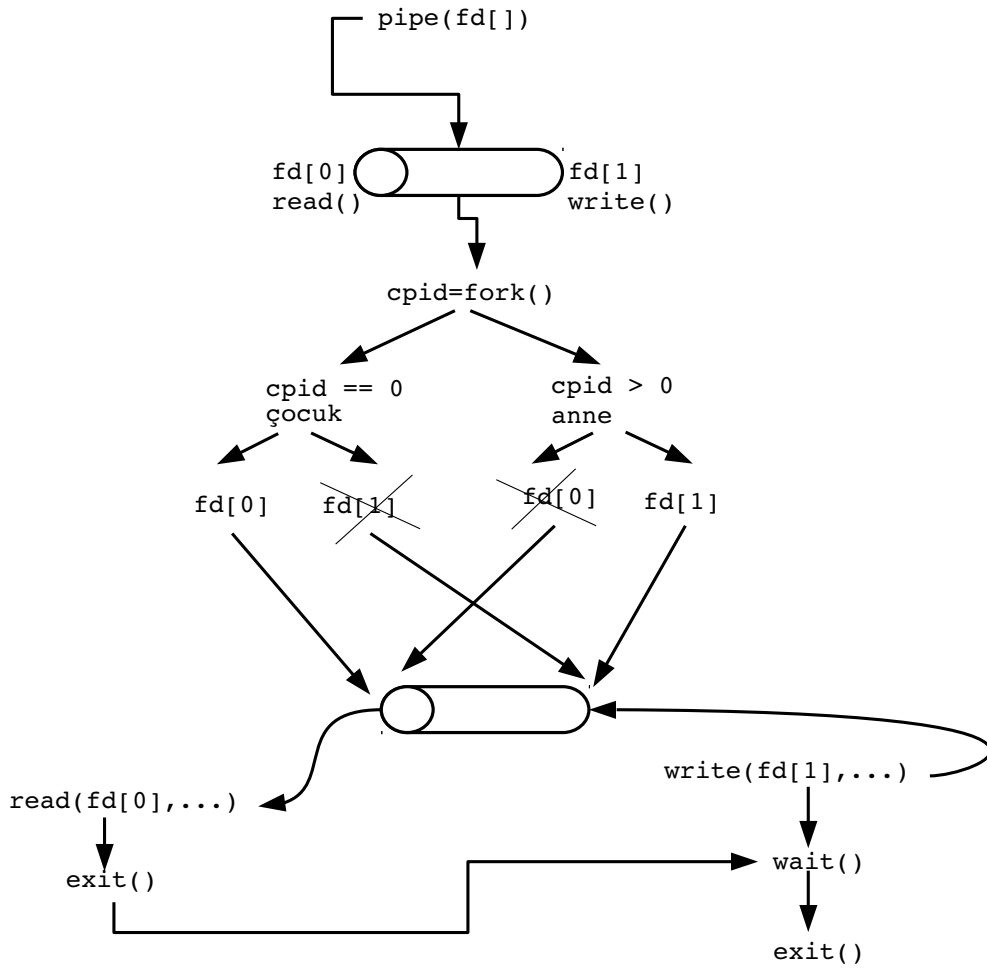 pipe(fd[])
fd[0]
read()
fd[1]
write()
cpid=fork()
cpid == 0
çocuk
cpid > 0
anne
fd[0]
fd[1]
fd[0]
fd[1]
write(fd[1],...)
read(fd[0],...)
wait()
exit()
exit()